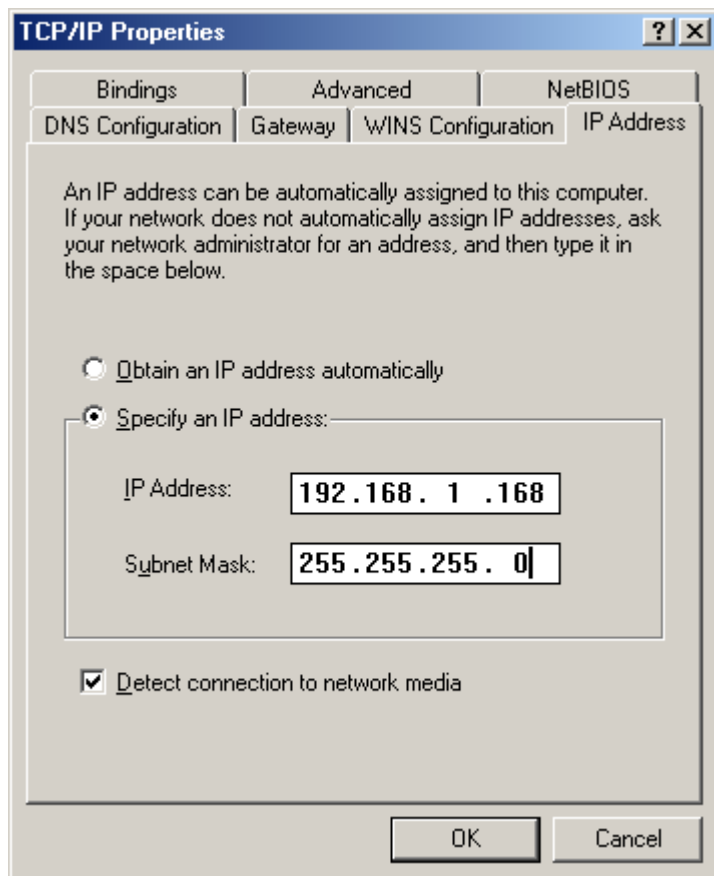 TCP/IP Properties
Bindings Advanced NetBIOS
DNS Configuration Gateway WINS Configuration IP Address
An IP address can be automatically assigned to this computer.
If your network does not automatically assign IP addresses, ask
your network administrator for an address, and then type it in
the space below.
Obtain an IP address automatically
Specify an IP address:
IP Address: 192.168. 1 .168
Subnet Mask: 255.255.255. 0
Detect connection to network media
OK Cancel